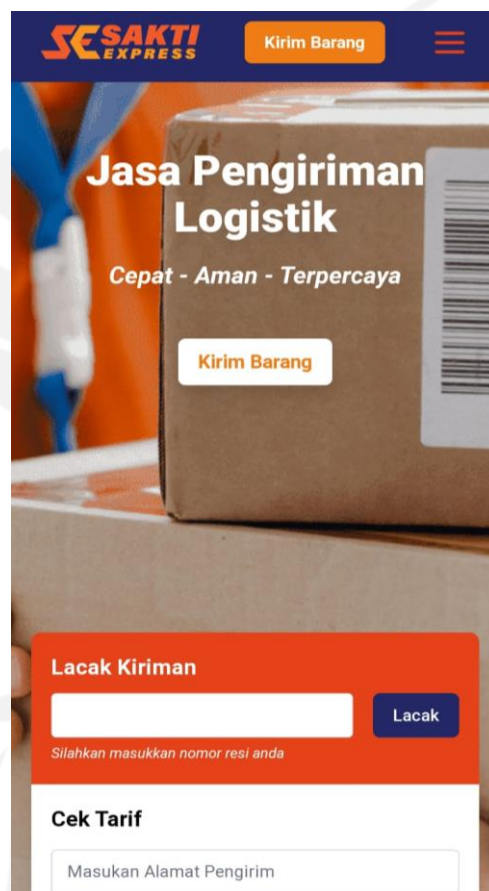 SE SAKTI EXPRESS
Kirim Barang
Jasa Pengiriman
Logistik
Cepat - Aman - Terpercaya
Kirim Barang
Lacak Kiriman
Lacak
Silahkan masukkan nomor resi anda
Cek Tarif
Masukan Alamat Pengirim